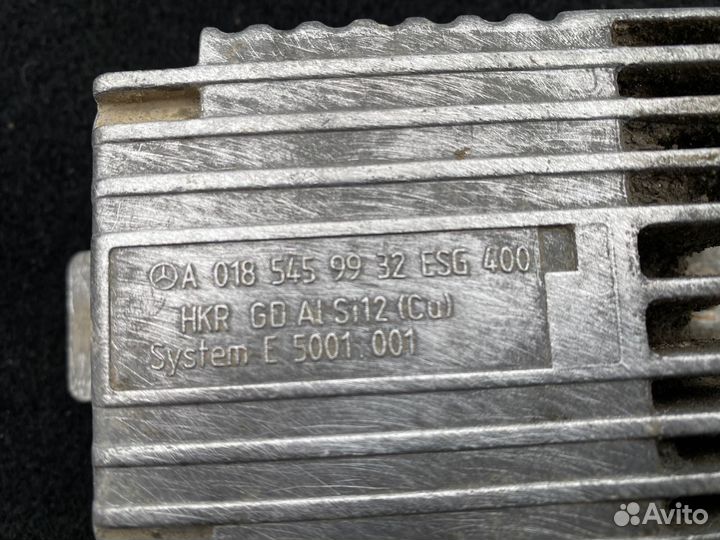 A 018 545 99 32 ESG 400
HKR GD Al Si12 (Cu)
System E 5001.001
Avito